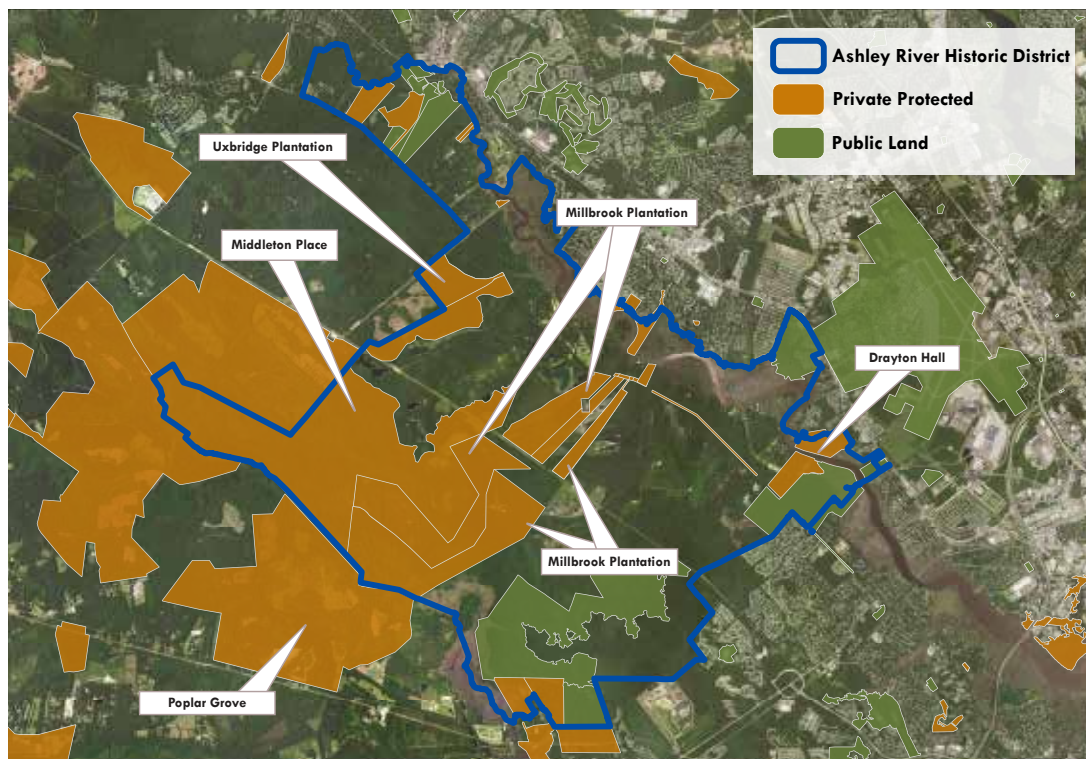 Ashley River Historic District
Private Protected
Public Land
Uxbridge Plantation
Millbrook Plantation
Middleton Place
Drayton Hall
Millbrook Plantation
Poplar Grove